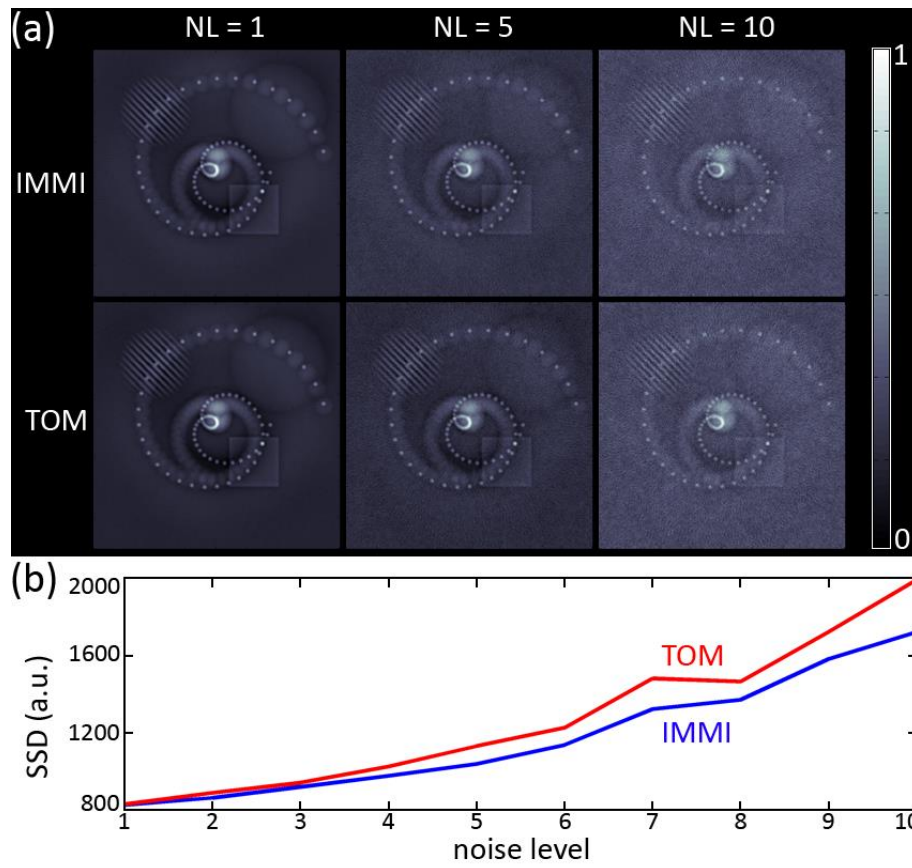 (a) NL = 1 NL = 5 NL = 10
1
IMMI
TOM
0
(b)
2000
1600
1200
800
SSD (a.u.)
TOM
IMMI
1 2 3 4 5 6 7 8 9 10
noise level